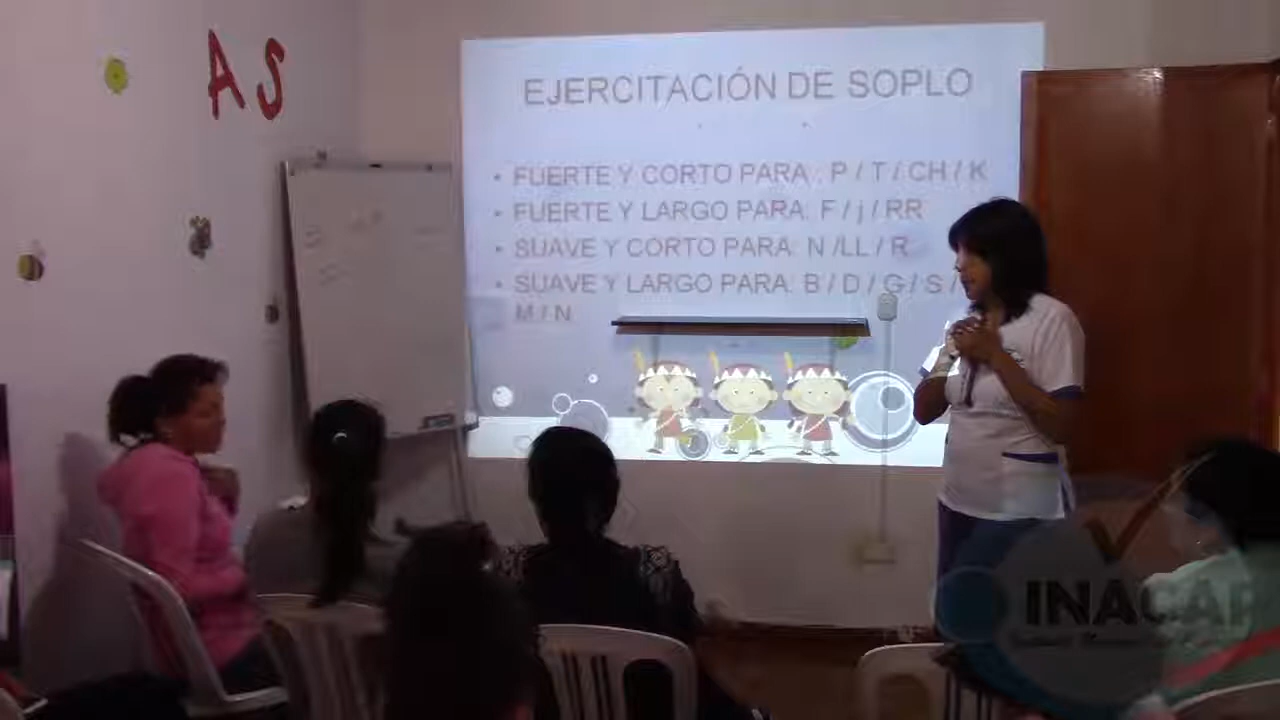 A S
EJERCITACIÓN DE SOPLO
• FUERTE Y CORTO PARA: P / T / CH / K
• FUERTE Y LARGO PARA: F / j / RR
• SUAVE Y CORTO PARA: N /LL / R
• SUAVE Y LARGO PARA: B / D / G / S /
M / N
INACAP